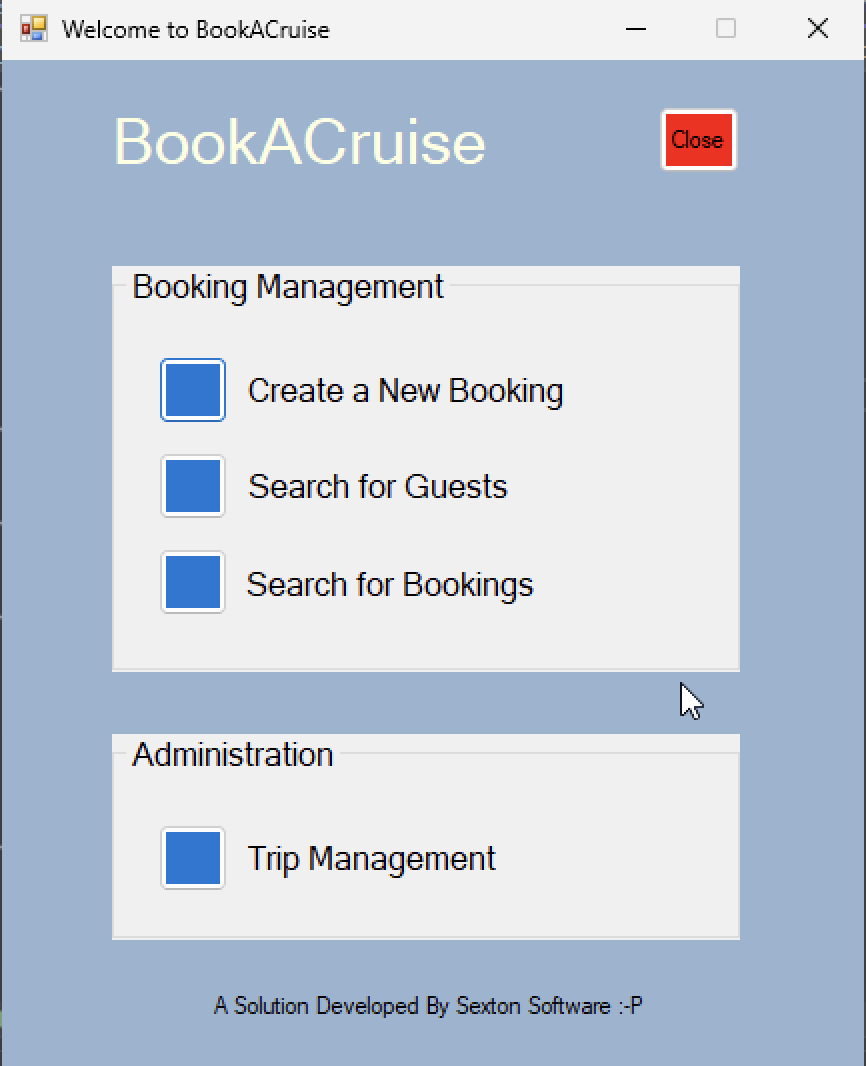 Welcome to BookACruise
BookACruise
Close
Booking Management
Create a New Booking
Search for Guests
Search for Bookings
Administration
Trip Management
A Solution Developed By Sexton Software :-P